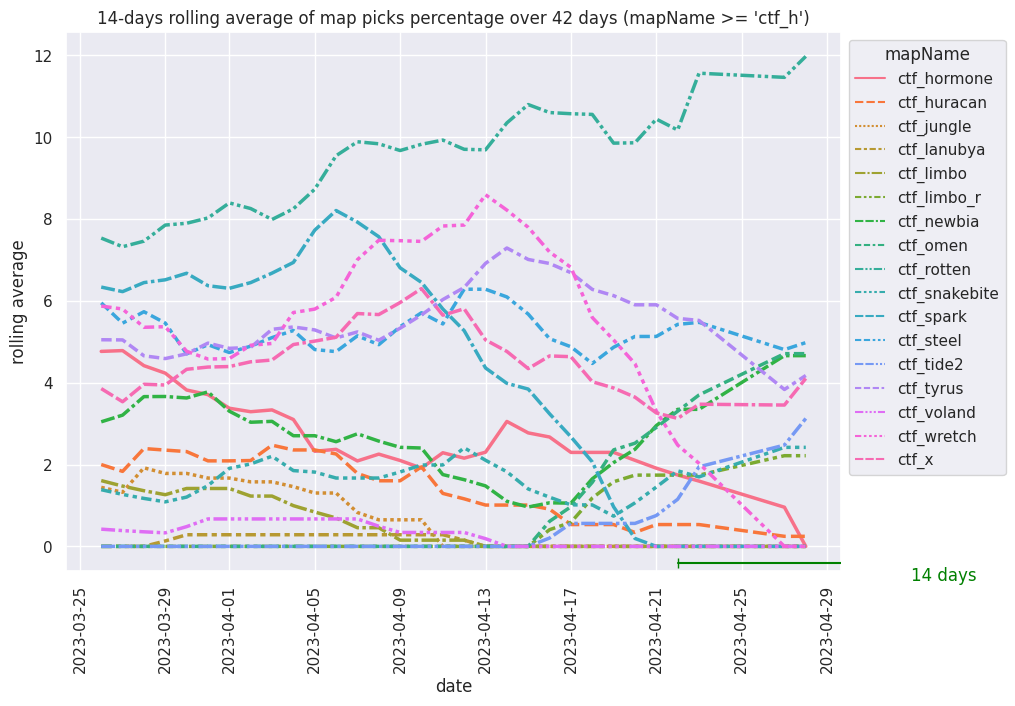 14-days rolling average of map picks percentage over 42 days (mapName >= 'ctf_h')
12
10
8
6
4
2
0
rolling average
2023-03-25
2023-03-29
2023-04-01
2023-04-05
2023-04-09
2023-04-13
2023-04-17
2023-04-21
2023-04-25
2023-04-29
date
mapName
ctf_hormone
ctf_huracan
ctf_jungle
ctf_lanubya
ctf_limbo
ctf_limbo_r
ctf_newbia
ctf_omen
ctf_rotten
ctf_snakebite
ctf_spark
ctf_steel
ctf_tide2
ctf_tyrus
ctf_voland
ctf_wretch
ctf_x
14 days